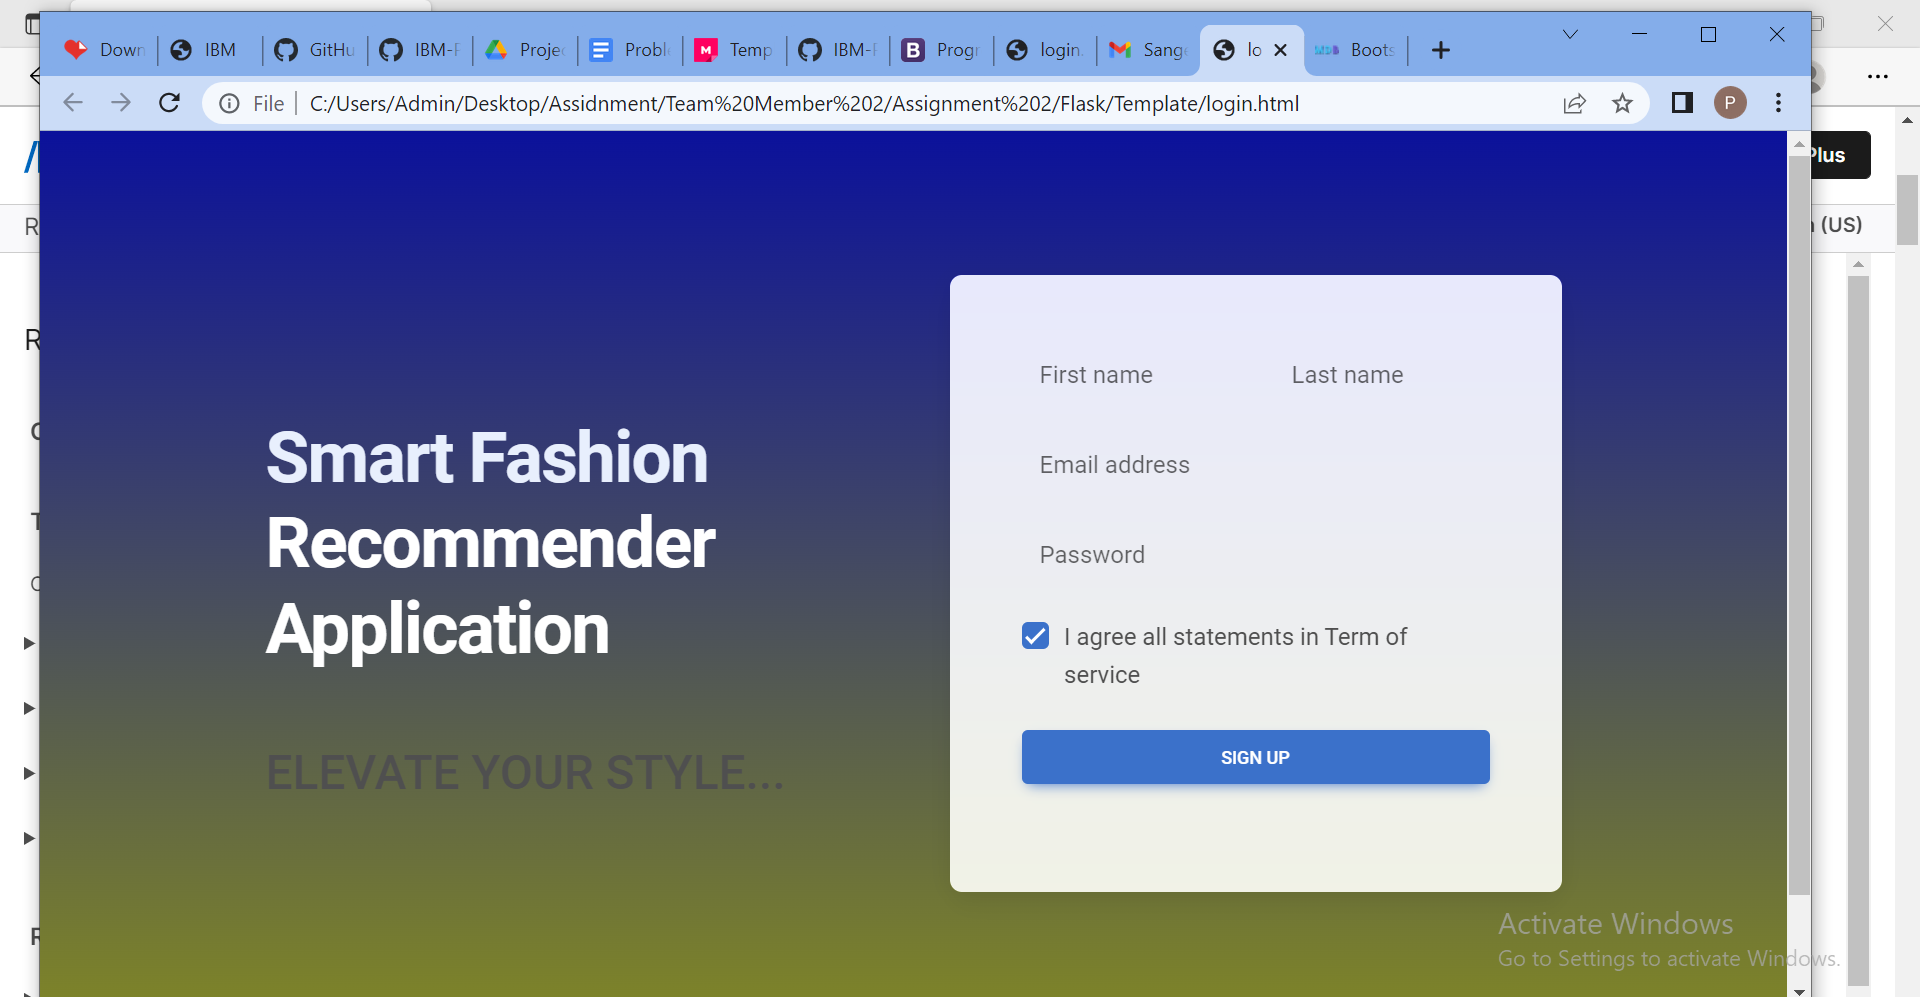 Down
IBM
GitHu
IBM-F
Projec
Proble
Temp
IBM-F
Progr
login.
Sange
lo
Boots
File
C:/Users/Admin/Desktop/Assidnment/Team%20Member%202/Assignment%202/Flask/Template/login.html
P
Plus
(US)
Smart Fashion
Recommender
Application
ELEVATE YOUR STYLE...
First name
Last name
Email address
Password
I agree all statements in Term of
service
SIGN UP
Activate Windows
Go to Settings to activate Windows.